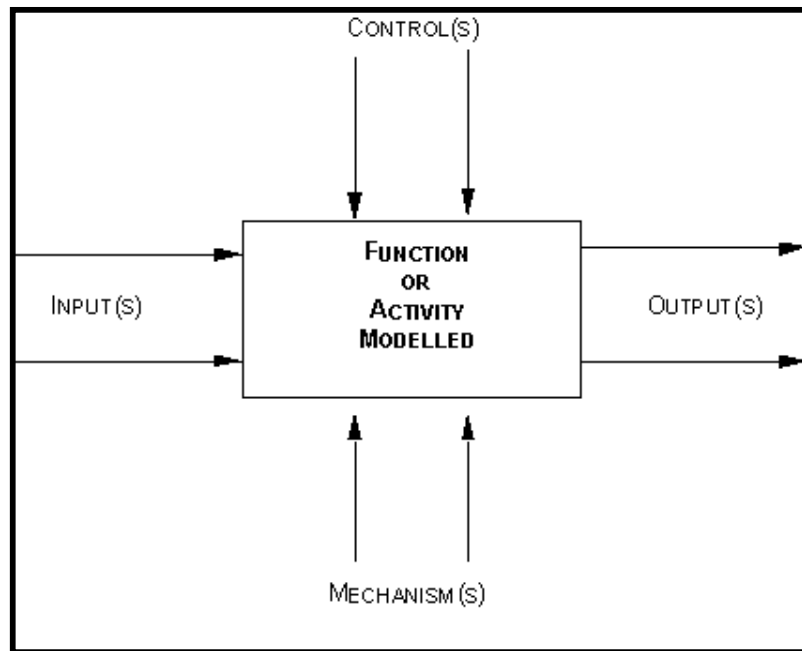 CONTROL(S)
FUNCTION
OR
ACTIVITY
MODELLED
INPUT(S)
OUTPUT(S)
MECHANISM(S)